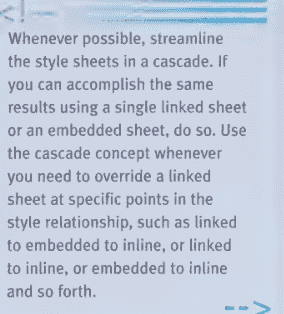 <!--
Whenever possible, streamline
the style sheets in a cascade. If
you can accomplish the same
results using a single linked sheet
or an embedded sheet, do so. Use
the cascade concept whenever
you need to override a linked
sheet at specific points in the
style relationship, such as linked
to embedded to inline, or linked
to inline, or embedded to inline
and so forth.
-->